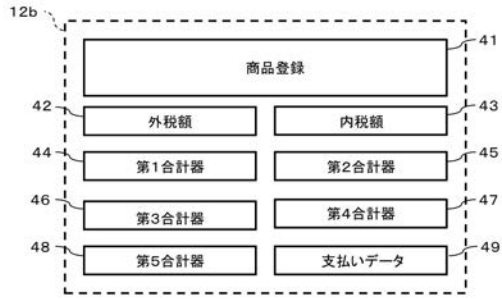 12b
41
商品登録
42
43
外税額
内税額
44
45
第1合計器
第2合計器
46
47
第3合計器
第4合計器
48
49
第5合計器
支払いデータ